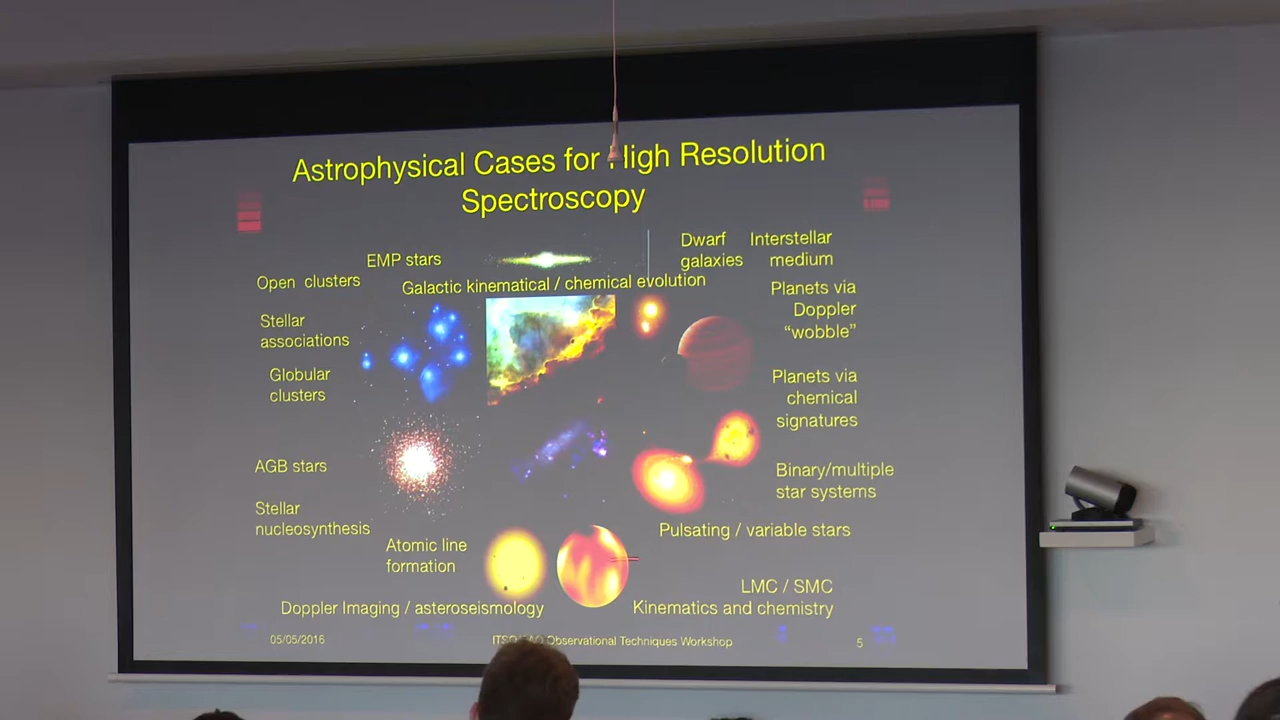 Astrophysical Cases for High Resolution
Spectroscopy
EMP stars
Dwarf
galaxies
Interstellar
medium
Open clusters
Galactic kinematical / chemical evolution
Planets via
Doppler
“wobble”
Stellar
associations
Globular
clusters
Planets via
chemical
signatures
AGB stars
Binary/multiple
star systems
Stellar
nucleosynthesis
Pulsating / variable stars
Atomic line
formation
LMC / SMC
Kinematics and chemistry
Doppler Imaging / asteroseismology
05/05/2016
Observational Techniques Workshop
5